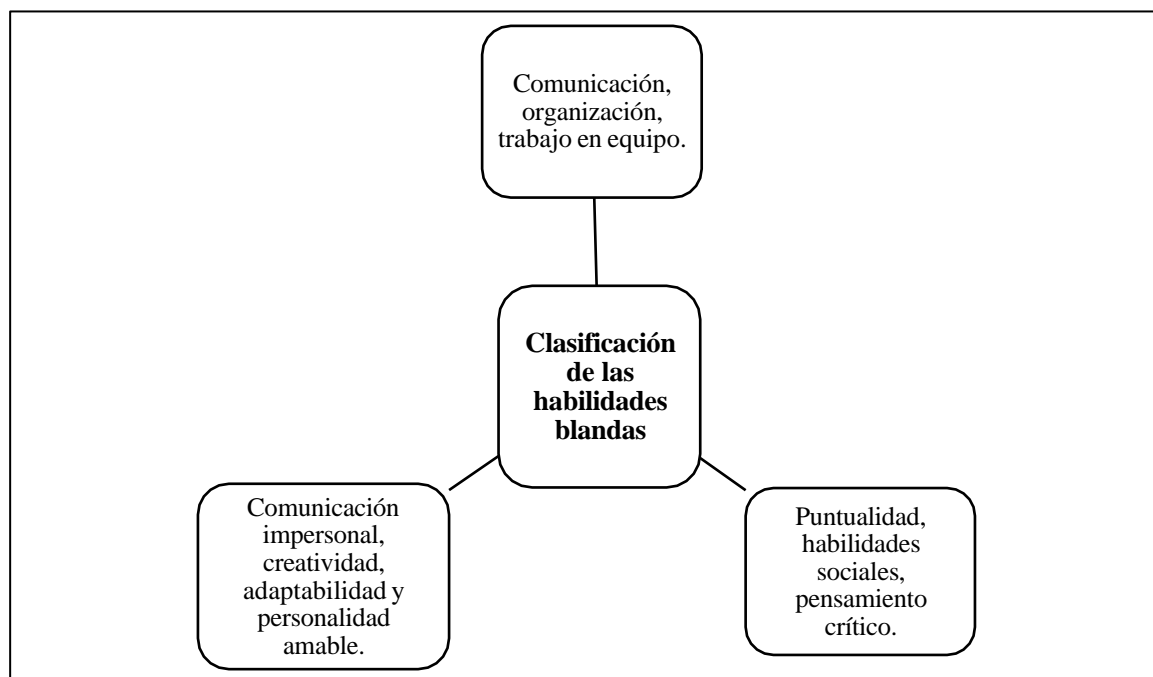 Comunicación,
organización,
trabajo en equipo.
Clasificación
de las
habilidades
blandas
Comunicación
impersonal,
creatividad,
adaptabilidad y
personalidad
amable.
Puntualidad,
habilidades
sociales,
pensamiento
crítico.